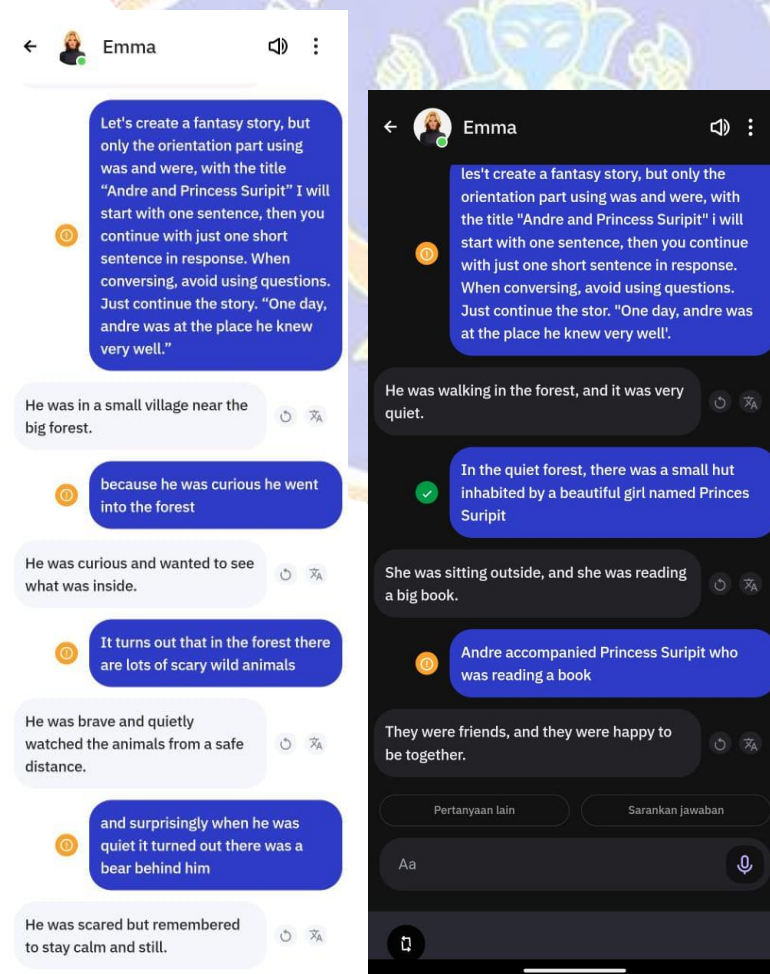 Emma
Let's create a fantasy story, but
only the orientation part using
was and were, with the title
“Andre and Princess Suripit” I will
start with one sentence, then you
continue with just one short
sentence in response. When
conversing, avoid using questions.
Just continue the story. “One day,
andre was at the place he knew
very well.”
He was in a small village near the
big forest.
because he was curious he went
into the forest
He was curious and wanted to see
what was inside.
It turns out that in the forest there
are lots of scary wild animals
He was brave and quietly
watched the animals from a safe
distance.
and surprisingly when he was
quiet it turned out there was a
bear behind him
He was scared but remembered
to stay calm and still.
Emma
les't create a fantasy story, but only the
orientation part using was and were, with
the title "Andre and Princess Suripit" i will
start with one sentence, then you continue
with just one short sentence in response.
When conversing, avoid using questions.
Just continue the stor. "One day, andre was
at the place he knew very well'.
He was walking in the forest, and it was very
quiet.
In the quiet forest, there was a small hut
inhabited by a beautiful girl named Princes
Suripit
She was sitting outside, and she was reading
a big book.
Andre accompanied Princess Suripit who
was reading a book
They were friends, and they were happy to
be together.
Pertanyaan lain
Sarankan jawaban
Aa